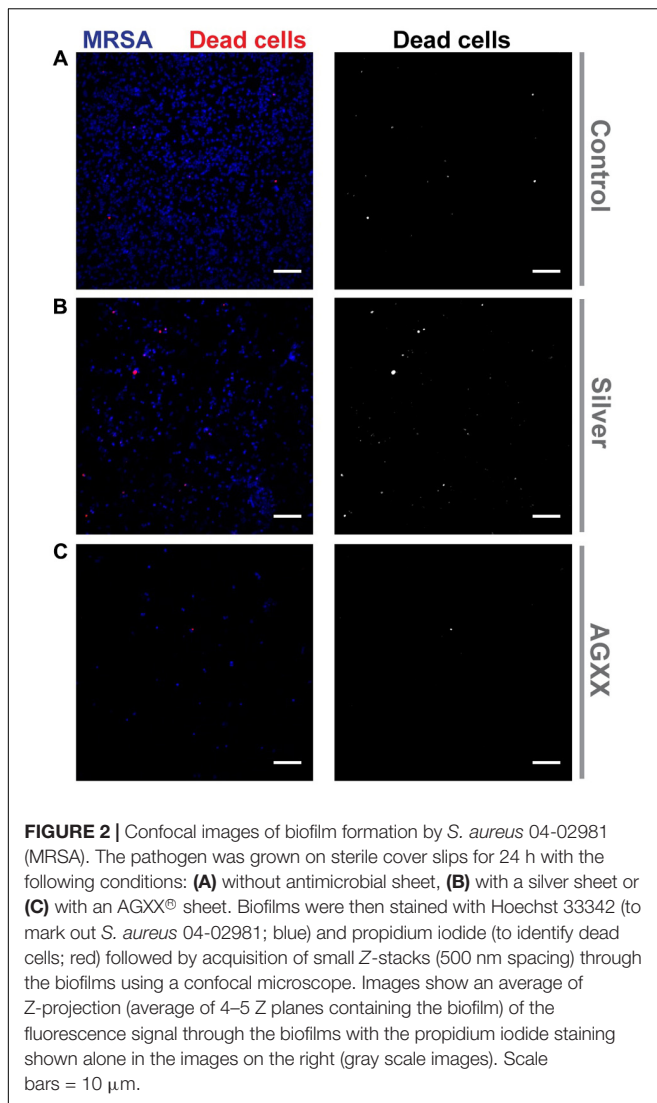 MRSA Dead cells Dead cells
A
Control
B
Silver
C
AGXX
FIGURE 2 | Confocal images of biofilm formation by S. aureus 04-02981
(MRSA). The pathogen was grown on sterile cover slips for 24 h with the
following conditions: (A) without antimicrobial sheet, (B) with a silver sheet or
(C) with an AGXX® sheet. Biofilms were then stained with Hoechst 33342 (to
mark out S. aureus 04-02981; blue) and propidium iodide (to identify dead
cells; red) followed by acquisition of small Z-stacks (500 nm spacing) through
the biofilms using a confocal microscope. Images show an average of
Z-projection (average of 4–5 Z planes containing the biofilm) of the
fluorescence signal through the biofilms with the propidium iodide staining
shown alone in the images on the right (gray scale images). Scale
bars = 10 μm.